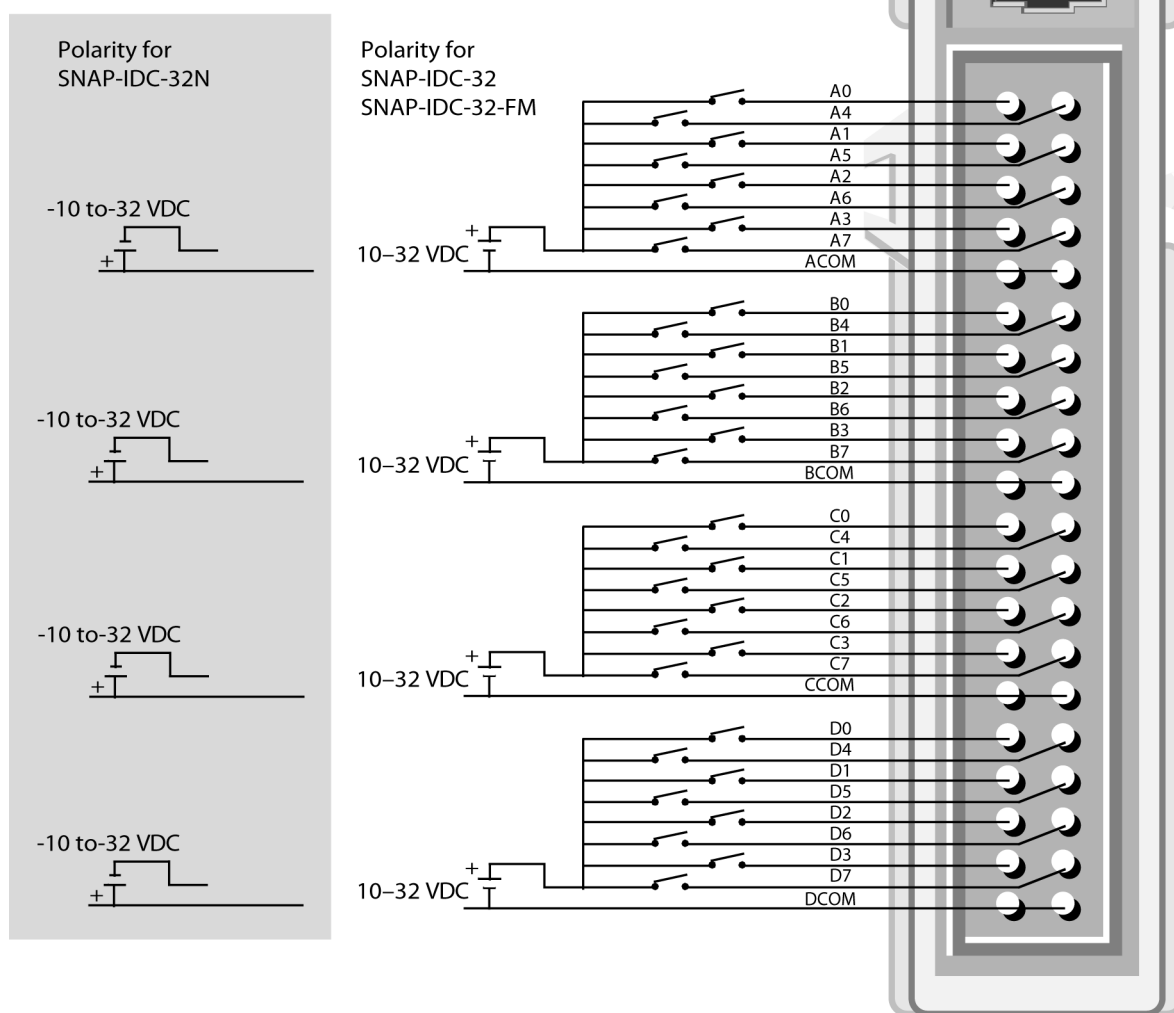 Polarity for
SNAP-IDC-32N
Polarity for
SNAP-IDC-32
SNAP-IDC-32-FM
A0
A4
A1
A5
A2
A6
A3
A7
ACOM
-10 to-32 VDC
+
+
10–32 VDC
B0
B4
B1
B5
B2
B6
B3
B7
BCOM
-10 to-32 VDC
+
+
10–32 VDC
C0
C4
C1
C5
C2
C6
C3
C7
CCOM
-10 to-32 VDC
+
+
10–32 VDC
D0
D4
D1
D5
D2
D6
D3
D7
DCOM
-10 to-32 VDC
+
+
10–32 VDC